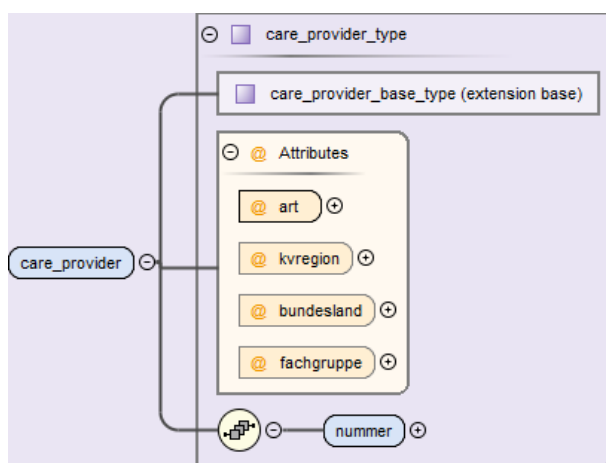 care_provider_type
care_provider_base_type (extension base)
@ Attributes
@ art
@ kvregion
care_provider
@ bundesland
@ fachgruppe
nummer